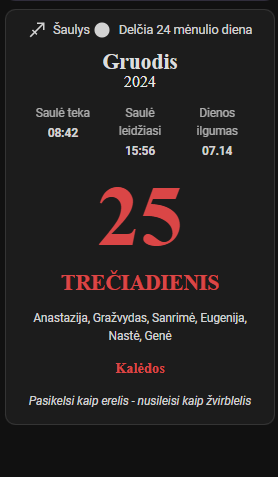 Šaulys Delčia 24 mėnulio diena
Gruodis
2024
Saulė teka
08:42
Saulė
leidžiasi
15:56
Dienos
ilgumas
07.14
25
TREČIADIENIS
Anastazija, Gražvydas, Sanrimė, Eugenija,
Nastė, Genė
Kalėdos
Pasikelsi kaip erelis - nusileisi kaip žvirblelis